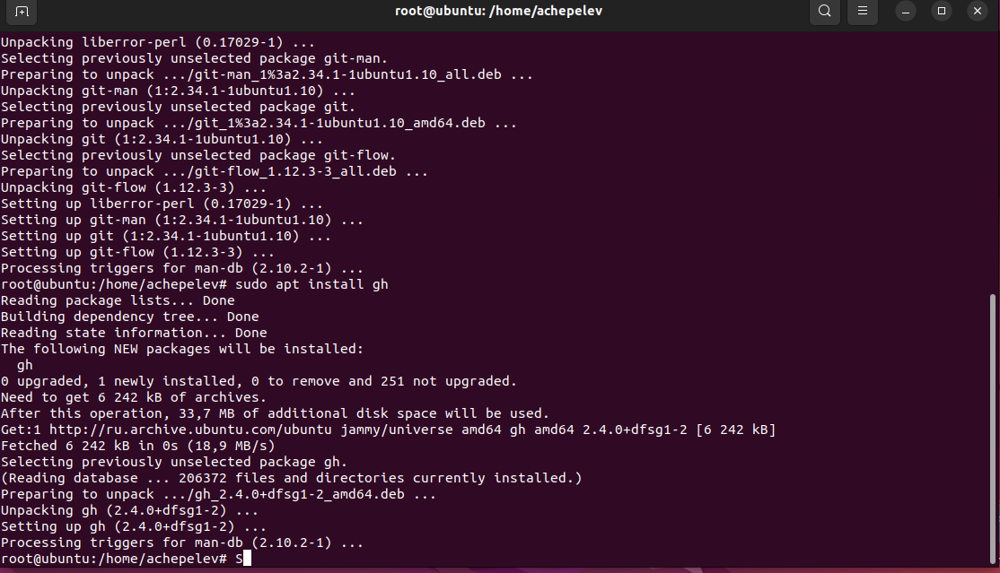 root@ubuntu: /home/achepelev
Unpacking liberror-perl (0.17029-1) ...
Selecting previously unselected package git-man.
Preparing to unpack .../git-man_1%3a2.34.1-1ubuntu1.10_all.deb ...
Unpacking git-man (1:2.34.1-1ubuntu1.10) ...
Selecting previously unselected package git.
Preparing to unpack .../git_1%3a2.34.1-1ubuntu1.10_amd64.deb ...
Unpacking git (1:2.34.1-1ubuntu1.10) ...
Selecting previously unselected package git-flow.
Preparing to unpack .../git-flow_1.12.3-3_all.deb ...
Unpacking git-flow (1.12.3-3) ...
Setting up liberror-perl (0.17029-1) ...
Setting up git-man (1:2.34.1-1ubuntu1.10) ...
Setting up git (1:2.34.1-1ubuntu1.10) ...
Setting up git-flow (1.12.3-3) ...
Processing triggers for man-db (2.10.2-1) ...
root@ubuntu:/home/achepelev# sudo apt install gh
Reading package lists... Done
Building dependency tree... Done
Reading state information... Done
The following NEW packages will be installed:
  gh
0 upgraded, 1 newly installed, 0 to remove and 251 not upgraded.
Need to get 6 242 kB of archives.
After this operation, 33,7 MB of additional disk space will be used.
Get:1 http://ru.archive.ubuntu.com/ubuntu jammy/universe amd64 gh amd64 2.4.0+dfsg1-2 [6 242 kB]
Fetched 6 242 kB in 0s (18,9 MB/s)
Selecting previously unselected package gh.
(Reading database ... 206372 files and directories currently installed.)
Preparing to unpack .../gh_2.4.0+dfsg1-2_amd64.deb ...
Unpacking gh (2.4.0+dfsg1-2) ...
Setting up gh (2.4.0+dfsg1-2) ...
Processing triggers for man-db (2.10.2-1) ...
root@ubuntu:/home/achepelev# S